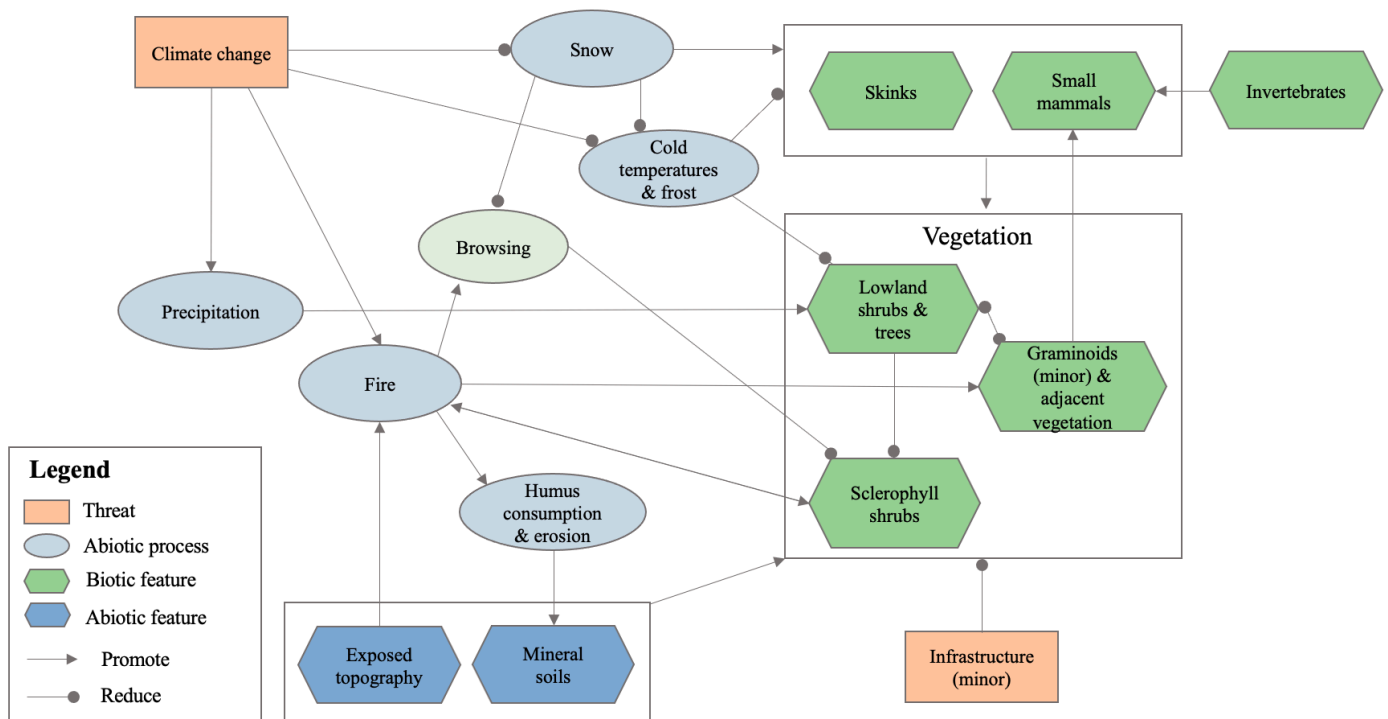 Climate change
Snow
Skinks
Small
mammals
Invertebrates
Cold
temperatures
& frost
Browsing
Vegetation
Precipitation
Lowland
shrubs &
trees
Fire
Graminoids
(minor) &
adjacent
vegetation
Humus
consumption
& erosion
Sclerophyll
shrubs
Exposed
topography
Mineral
soils
Infrastructure
(minor)
Legend
Threat
Abiotic process
Biotic feature
Abiotic feature
Promote
Reduce